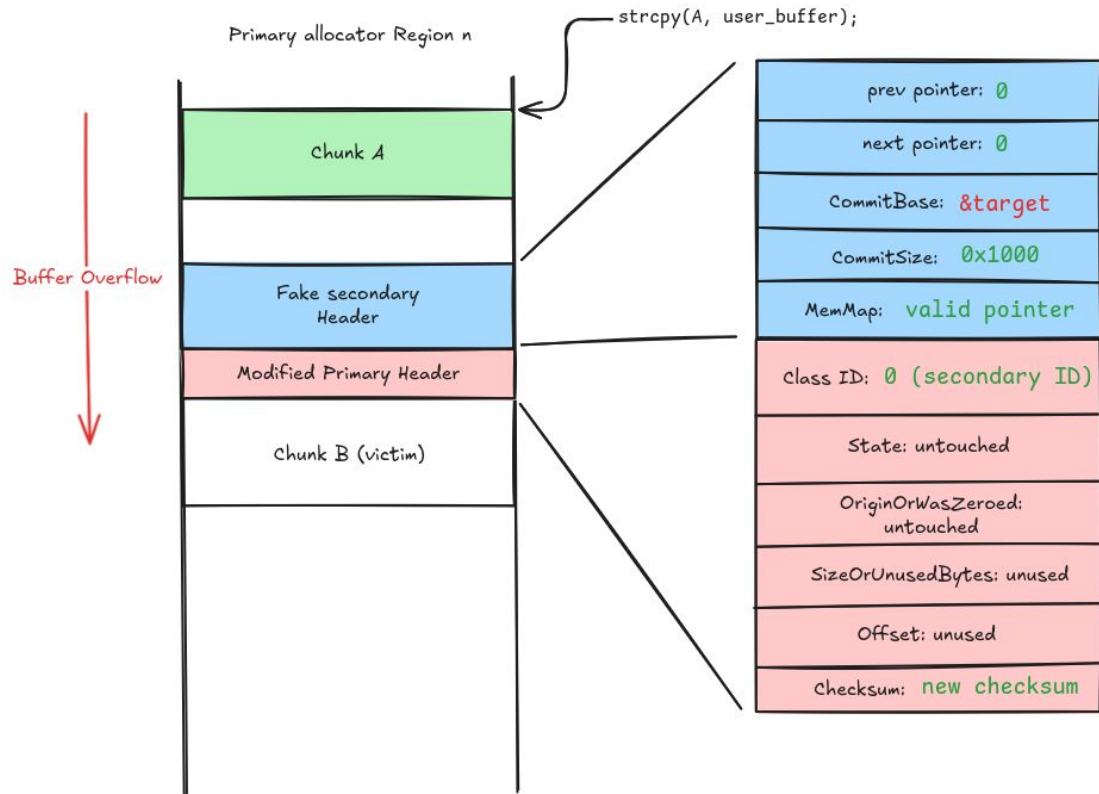 strcpy(A, user_buffer);
Primary allocator Region n
Chunk A
Buffer Overflow
Fake secondary
Header
Modified Primary Header
Chunk B (victim)
prev pointer: 0
next pointer: 0
CommitBase: &target
CommitSize: 0x1000
MemMap: valid pointer
Class ID: 0 (secondary ID)
State: untouched
OriginOrWasZeroed:
untouched
SizeOrUnusedBytes: unused
Offset: unused
Checksum: new checksum